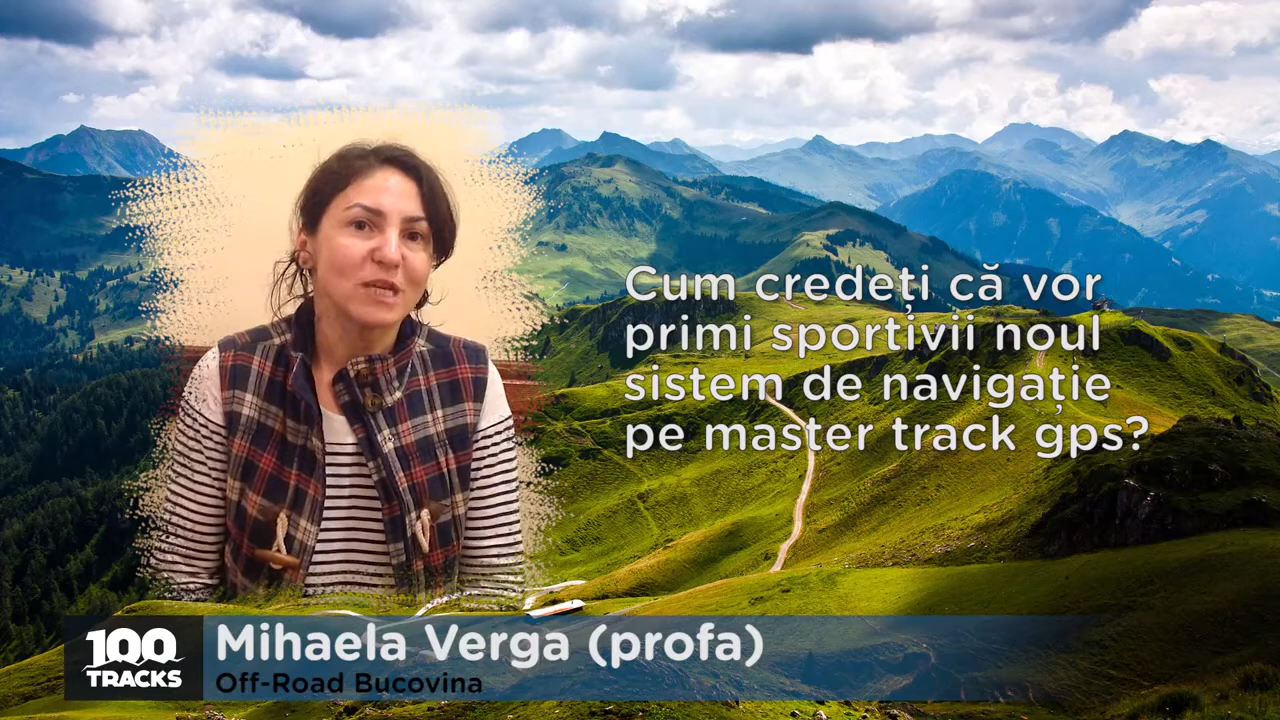 Cum credeți că vor
primi sportivii noul
sistem de navigație
pe master track gps?
100
TRACKS
Mihaela Verga (profa)
Off-Road Bucovina